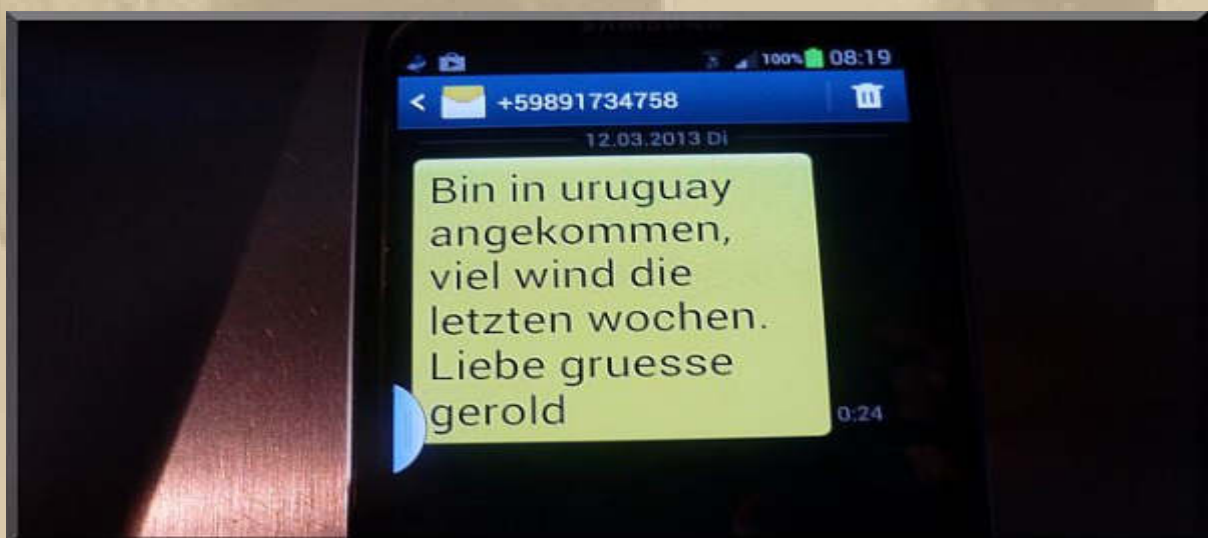 SAMSUNG
100% 08:19
< +59891734758
12.03.2013 Di
Bin in uruguay
angekommen,
viel wind die
letzten wochen.
Liebe gruesse
gerold
0:24